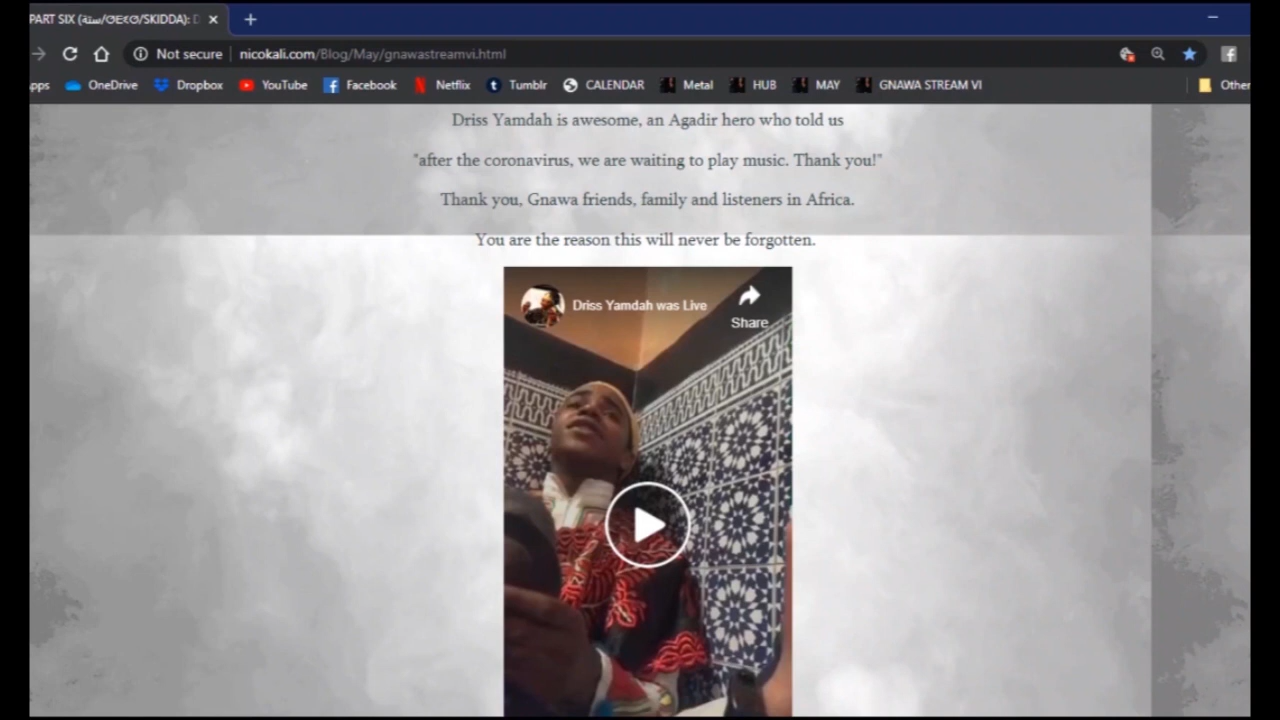 PART SIX (ستة/ⵚⴹⵉⵙ/SKIDDA): D
Not secure
nicokali.com/Blog/May/gnawastreamvi.html
pps
OneDrive
Dropbox
YouTube
Facebook
Netflix
Tumblr
CALENDAR
Metal
HUB
MAY
GNAWA STREAM VI
Other
Driss Yamdah is awesome, an Agadir hero who told us
"after the coronavirus, we are waiting to play music. Thank you!"
Thank you, Gnawa friends, family and listeners in Africa.
You are the reason this will never be forgotten.
Driss Yamdah was Live
Share